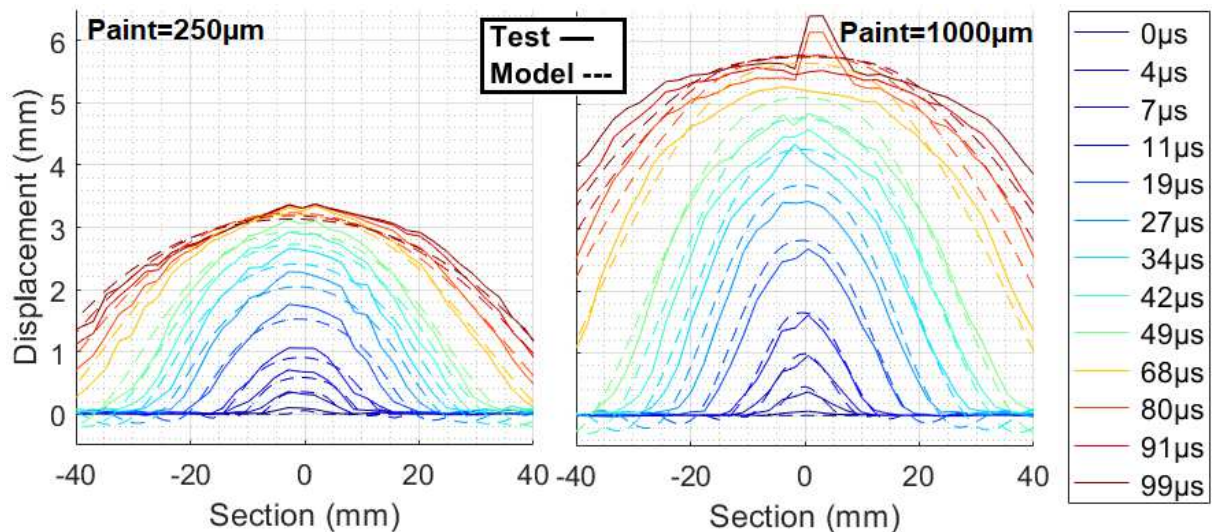 Paint=250μm
Test —
Model ---
Paint=1000μm
Displacement (mm)
6
5
4
3
2
1
0
-40 -20 0 20 40
Section (mm)
-40 -20 0 20 40
Section (mm)
0μs
4μs
7μs
11μs
19μs
27μs
34μs
42μs
49μs
68μs
80μs
91μs
99μs